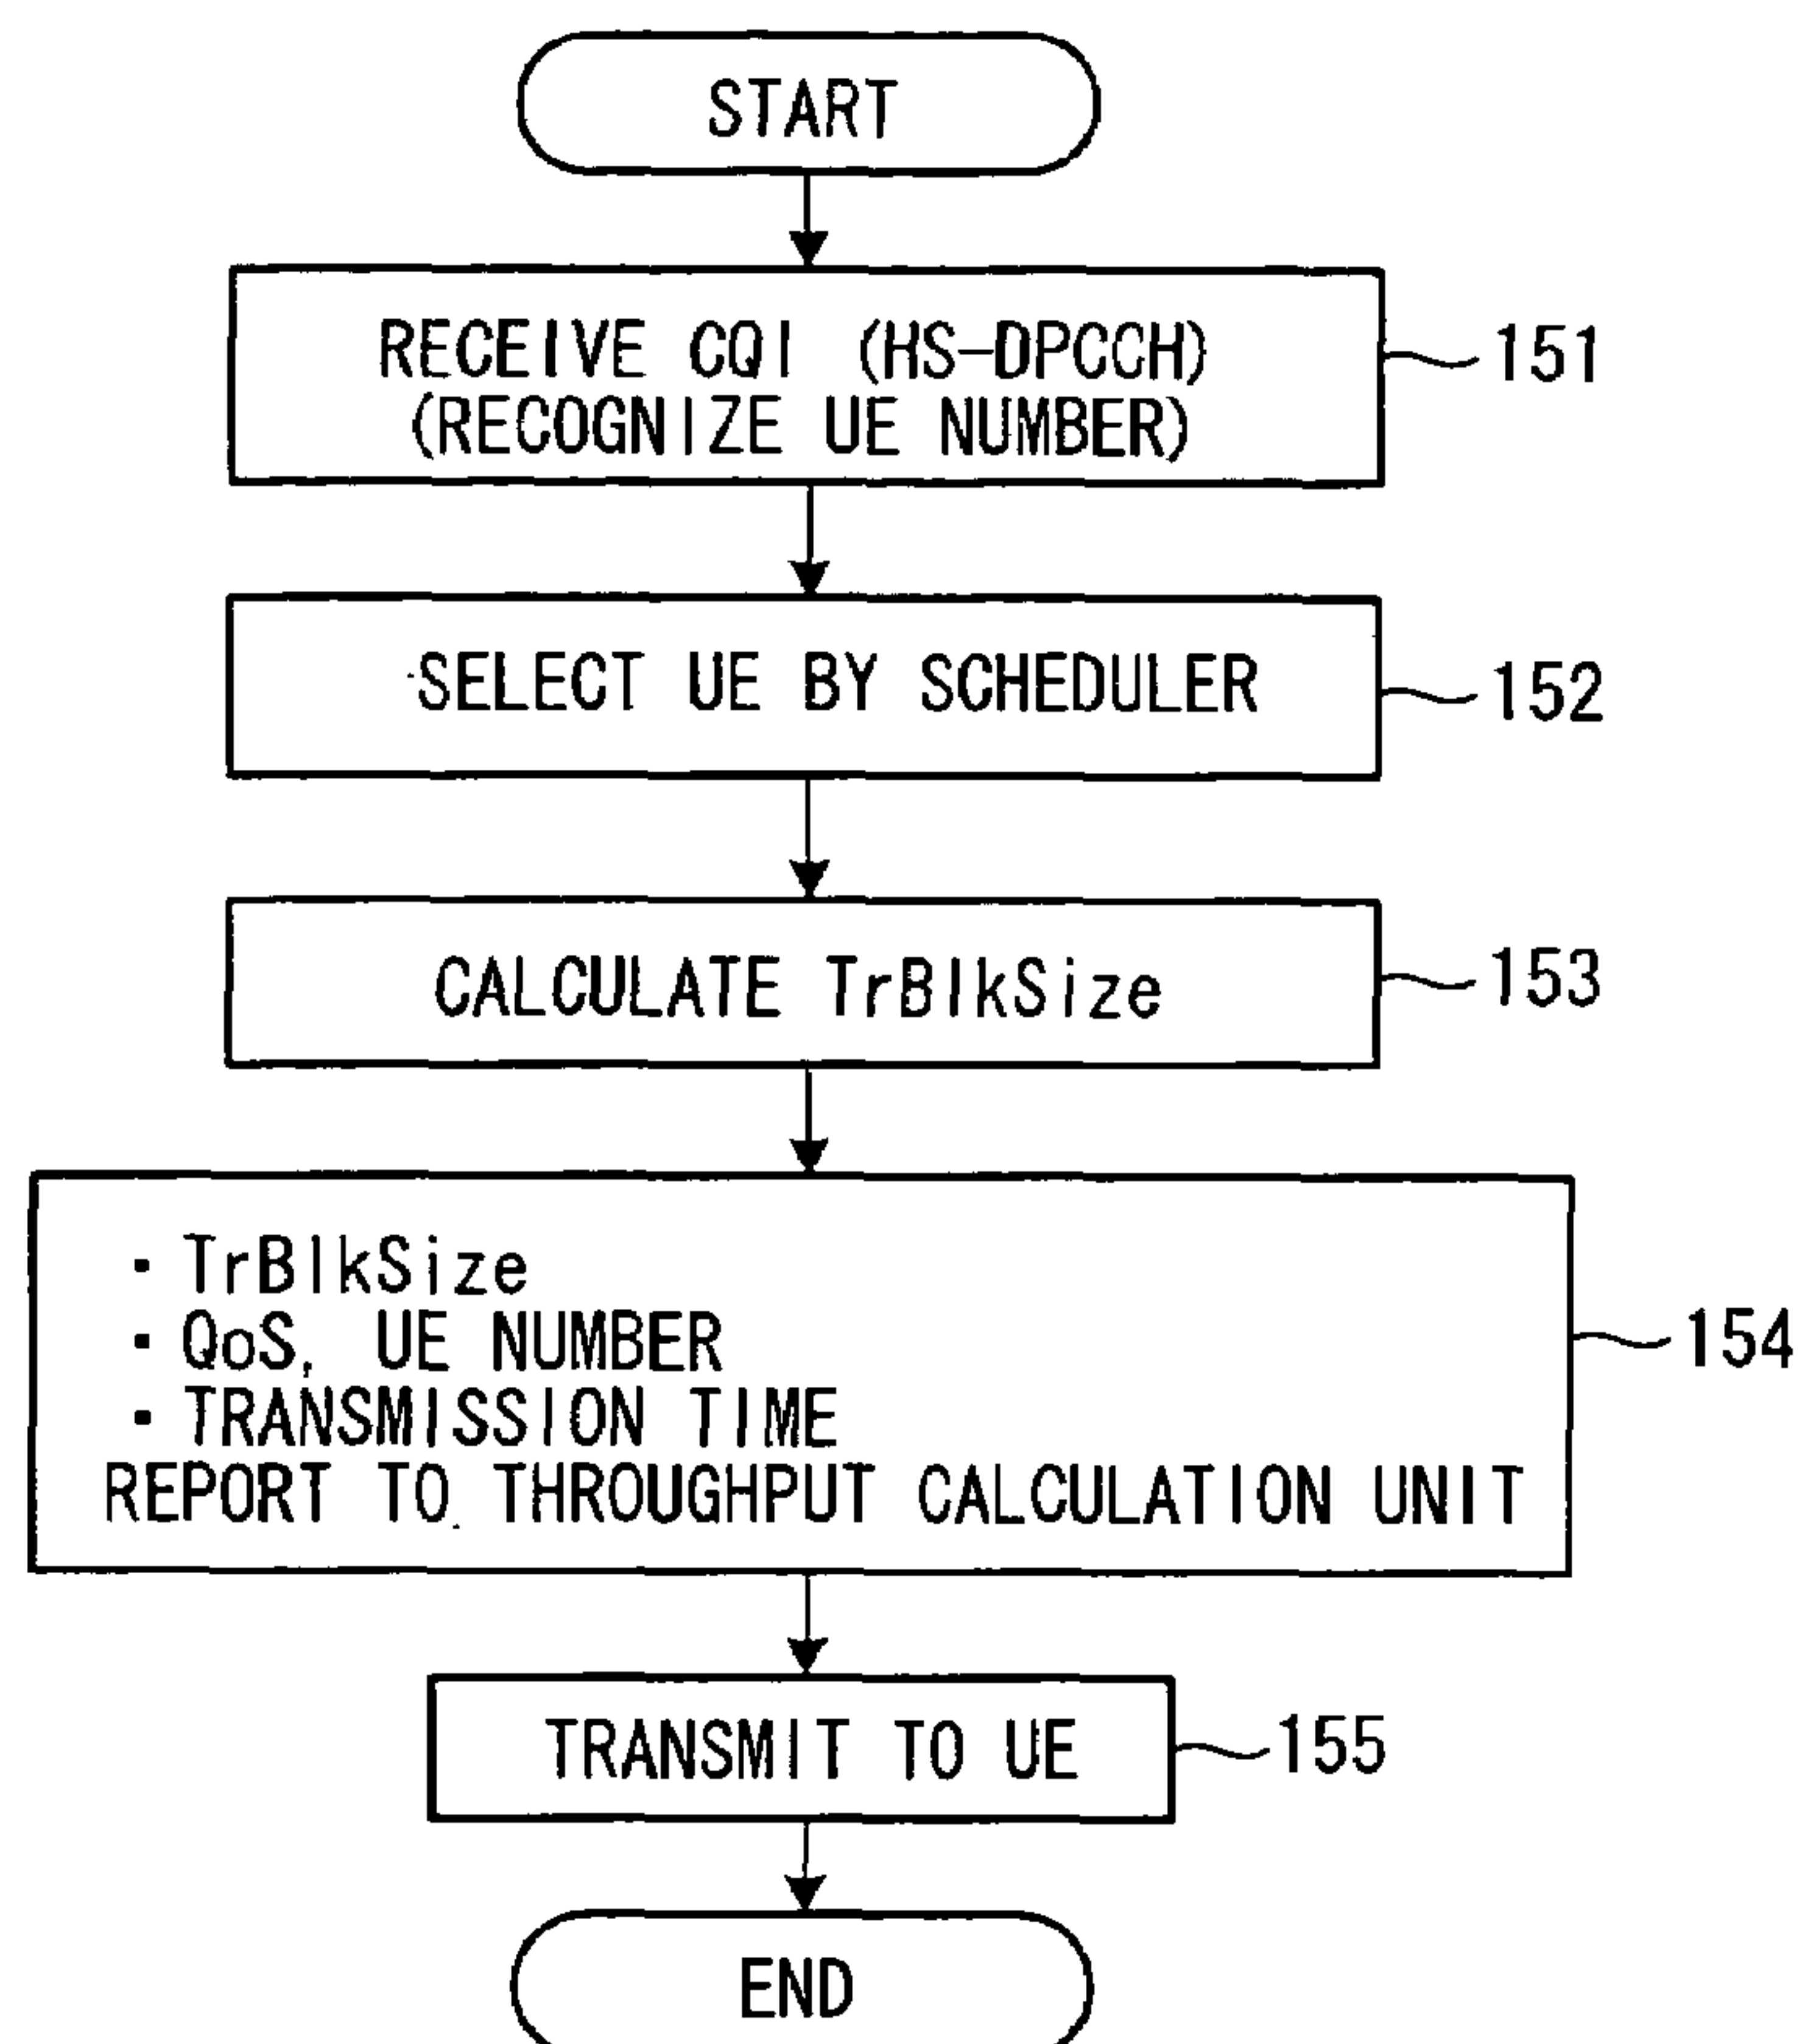 START
RECEIVE CQI (HS-DPCCH)
(RECOGNIZE UE NUMBER)
151
SELECT UE BY SCHEDULER
152
CALCULATE TrBlkSize
153
・TrBlkSize
・QoS, UE NUMBER
・TRANSMISSION TIME
REPORT TO THROUGHPUT CALCULATION UNIT
154
TRANSMIT TO UE
155
END